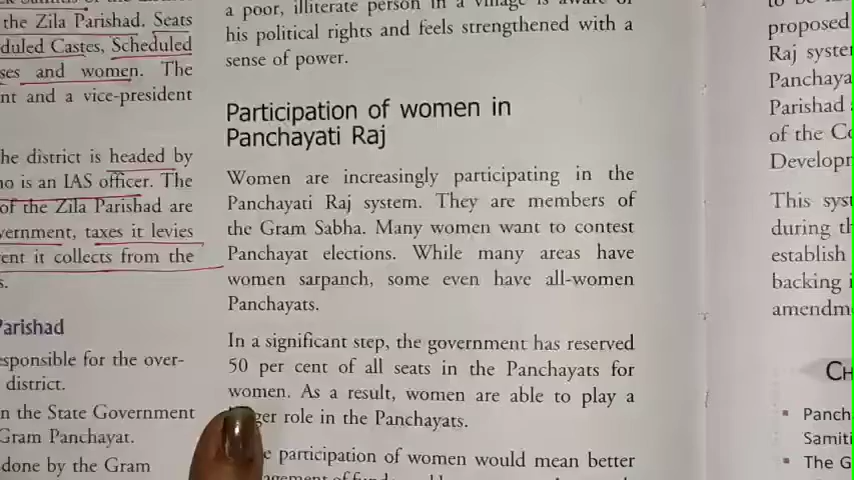 the Zila Parishad. Seats
duled Castes, Scheduled
ses and women. The
nt and a vice-president
he district is headed by
no is an IAS officer. The
of the Zila Parishad are
vernment, taxes it levies
ent it collects from the
s.
Parishad
esponsible for the over-
district.
n the State Government
Gram Panchayat.
done by the Gram
a poor, illiterate person in a village is aware of
his political rights and feels strengthened with a
sense of power.
Participation of women in
Panchayati Raj
Women are increasingly participating in the
Panchayati Raj system. They are members of
the Gram Sabha. Many women want to contest
Panchayat elections. While many areas have
women sarpanch, some even have all-women
Panchayats.
In a significant step, the government has reserved
50 per cent of all seats in the Panchayats for
women. As a result, women are able to play a
ger role in the Panchayats.
e participation of women would mean better
proposed
Raj syste
Panchaya
Parishad
of the Co
Developr
This syst
during th
establish
backing i
amendm
CH
Panch
Samiti
The G